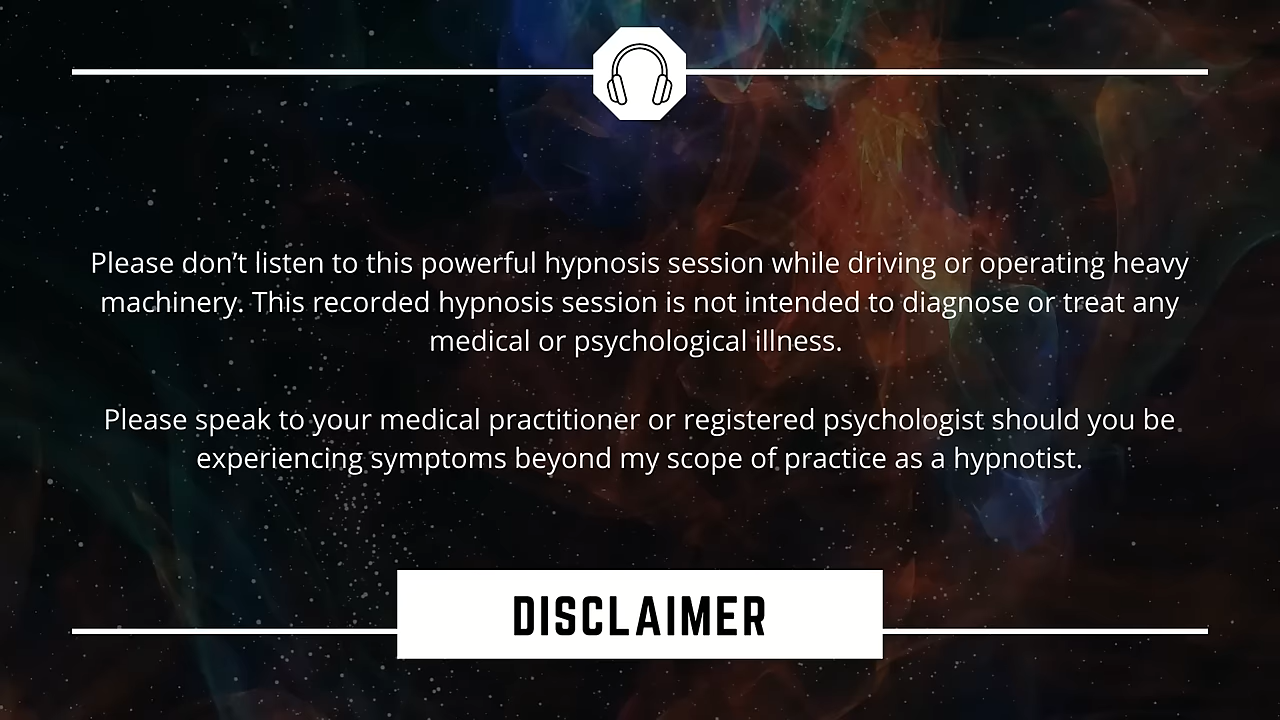 Please don’t listen to this powerful hypnosis session while driving or operating heavy
machinery. This recorded hypnosis session is not intended to diagnose or treat any
medical or psychological illness.
Please speak to your medical practitioner or registered psychologist should you be
experiencing symptoms beyond my scope of practice as a hypnotist.
DISCLAIMER